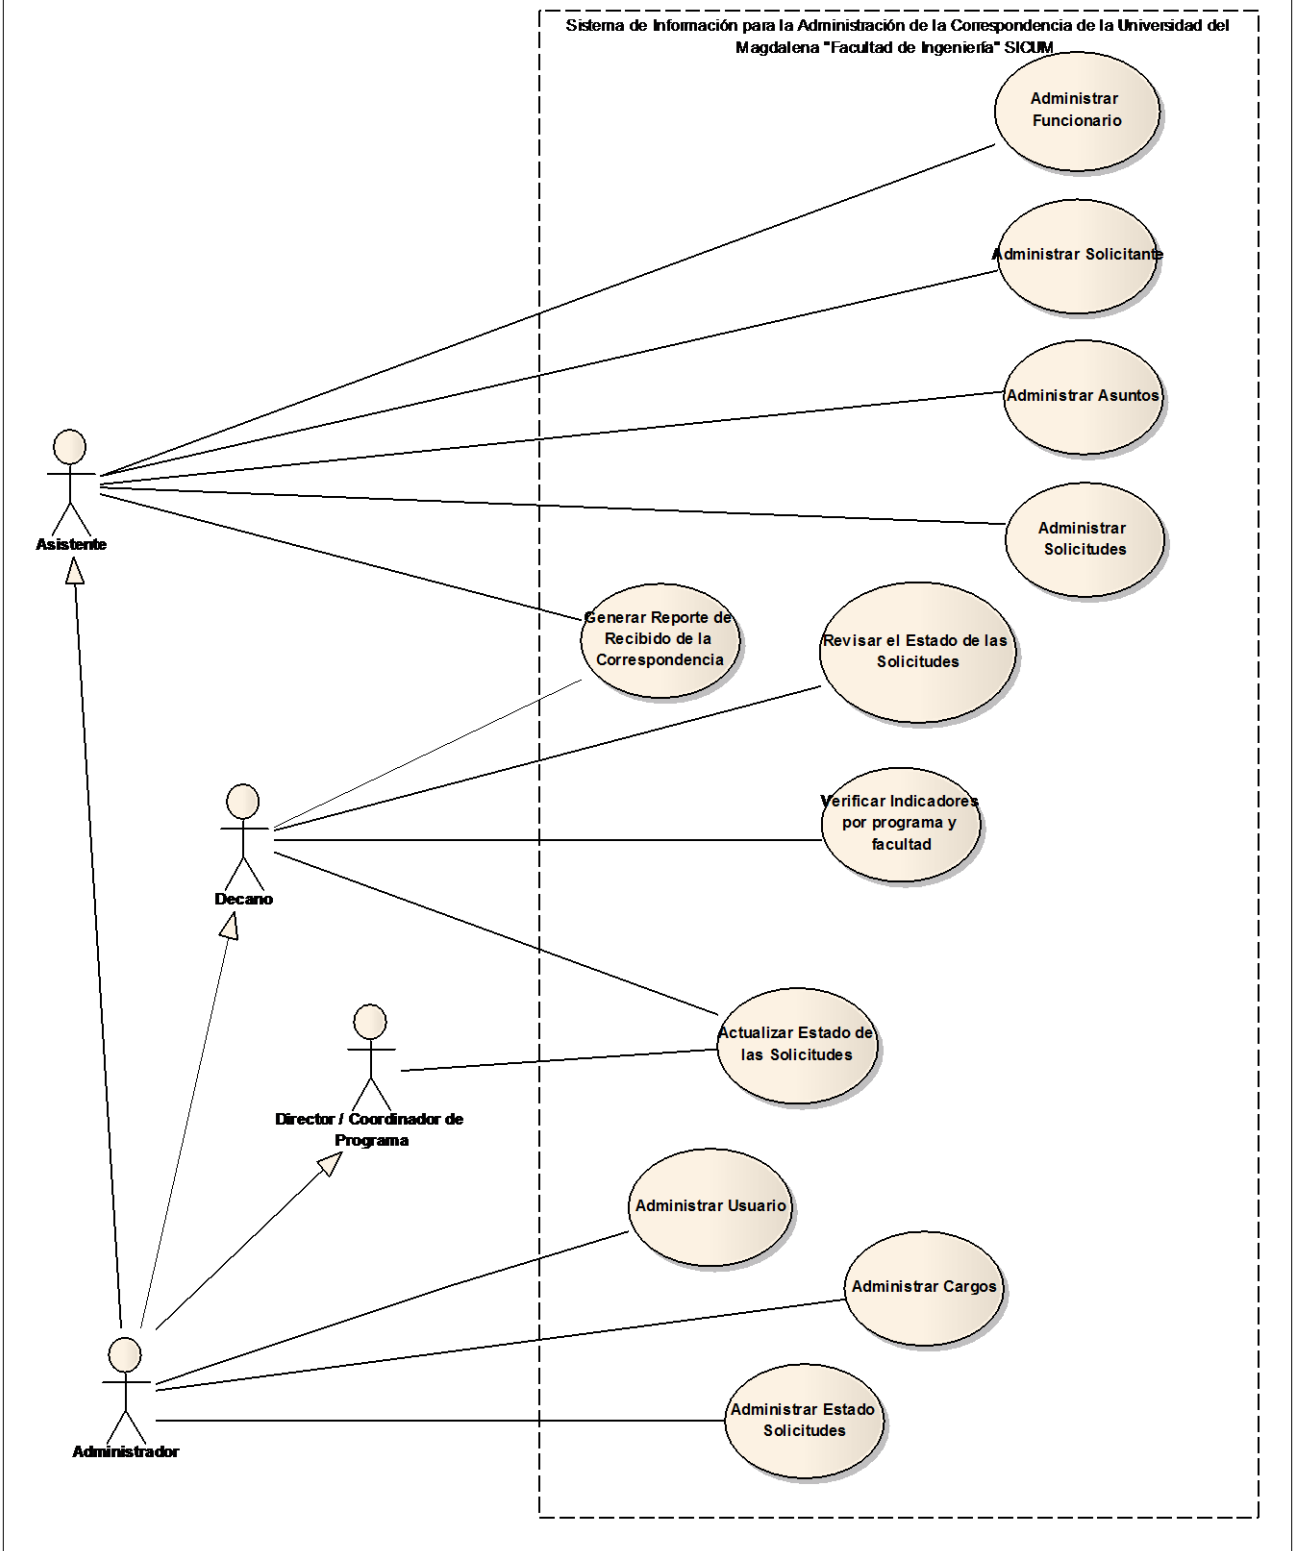 Sistema de Información para la Administración de la Correspondencia de la Universidad del
Magdalena "Facultad de Ingeniería" SICUM
Administrar
Funcionario
Administrar Solicitante
Administrar Asuntos
Administrar
Solicitudes
Asistente
Generar Reporte de
Recibido de la
Correspondencia
Revisar el Estado de las
Solicitudes
Verificar Indicadores
por programa y
facultad
Decano
Actualizar Estado de
las Solicitudes
Director / Coordinador de
Programa
Administrar Usuario
Administrar Cargos
Administrar Estado
Solicitudes
Administrador